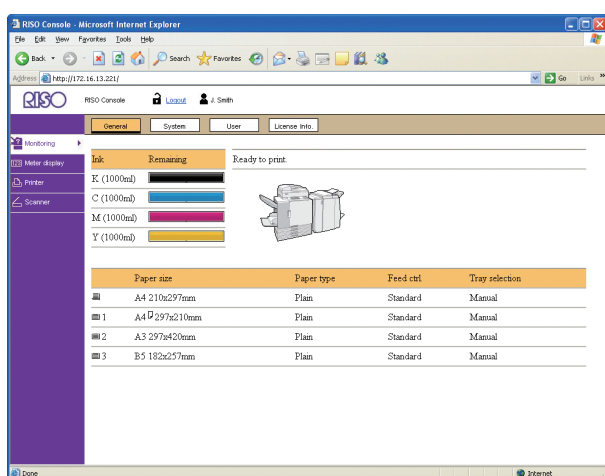 RISO Console - Microsoft Internet Explorer
File Edit View Favorites Tools Help
Back Search Favorites
Address http://172.16.13.221/ Go Links »
RISO RISO Console Logout J. Smith
General System User License Info.
Monitoring
Meter display
Printer
Scanner
Ink Remaining Ready to print.
K (1000ml)
C (1000ml)
M (1000ml)
Y (1000ml)
Paper size Paper type Feed ctrl. Tray selection
A4 210x297mm Plain Standard Manual
1 A4 297x210mm Plain Standard Manual
2 A3 297x420mm Plain Standard Manual
3 B5 182x257mm Plain Standard Manual
Done Internet